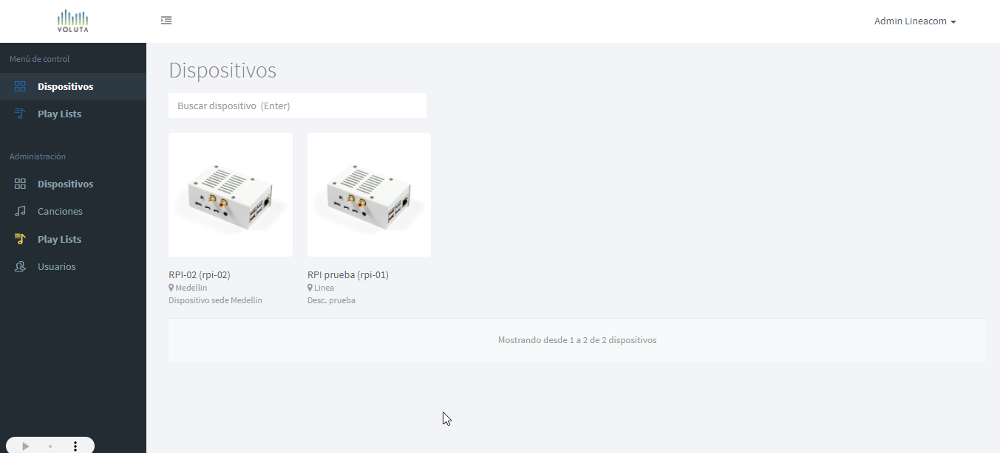 VOLUTA
Admin Lineacom
Menú de control
Dispositivos
Play Lists
Administración
Dispositivos
Canciones
Play Lists
Usuarios
Dispositivos
Buscar dispositivo (Enter)
RPI-02 (rpi-02)
Medellin
Dispositivo sede Medellin
RPI prueba (rpi-01)
Linea
Desc. prueba
Mostrando desde 1 a 2 de 2 dispositivos